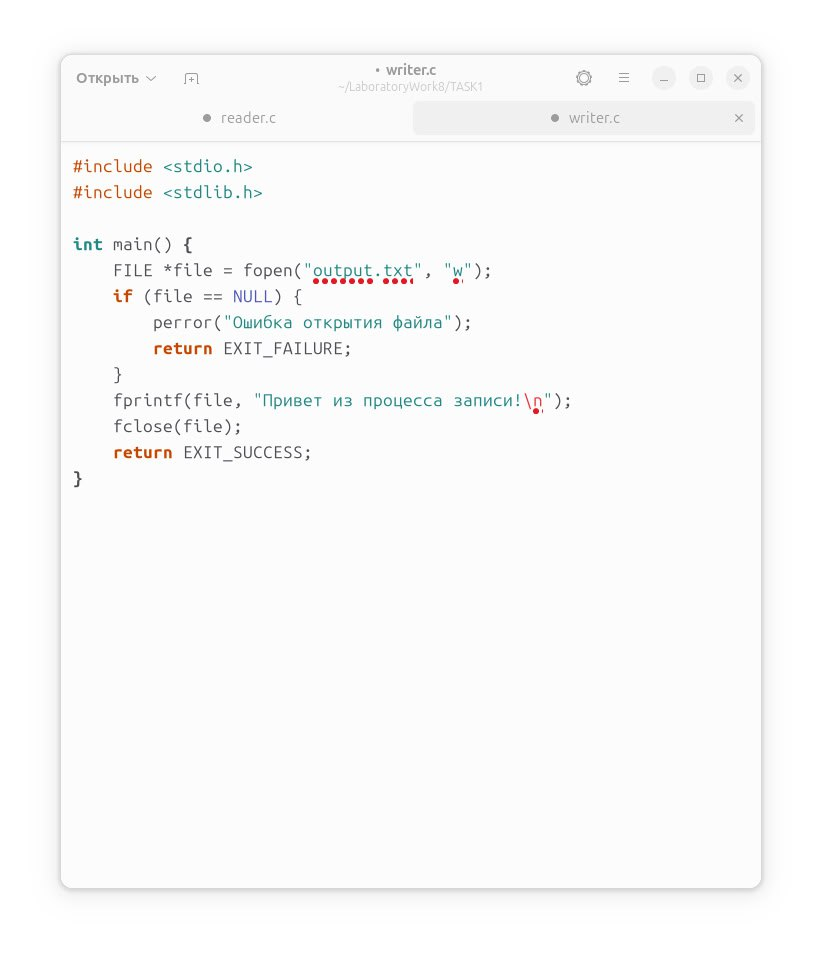 Открыть
• writer.c
~/LaboratoryWork8/TASK1
reader.c
writer.c
#include <stdio.h>
#include <stdlib.h>

int main() {
    FILE *file = fopen("output.txt", "w");
    if (file == NULL) {
        perror("Ошибка открытия файла");
        return EXIT_FAILURE;
    }
    fprintf(file, "Привет из процесса записи!\n");
    fclose(file);
    return EXIT_SUCCESS;
}